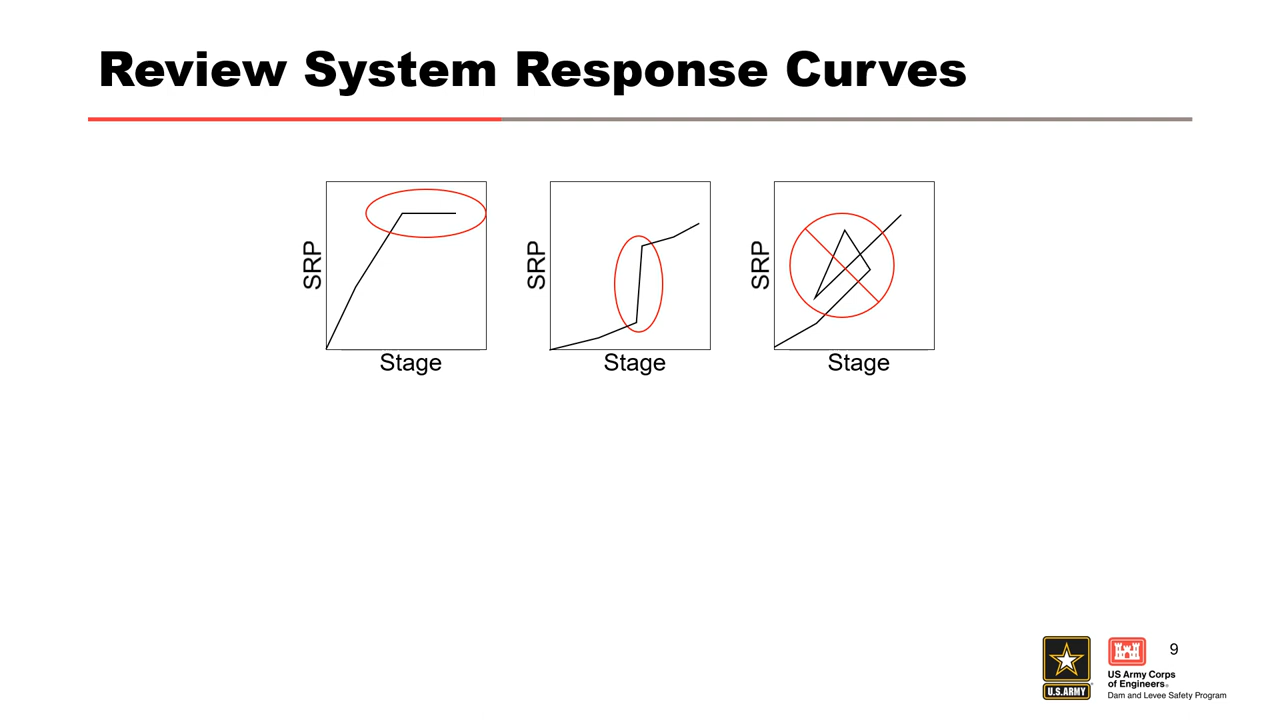 Review System Response Curves
SRP
Stage
SRP
Stage
SRP
Stage
9
U.S.ARMY
US Army Corps
of Engineers®
Dam and Levee Safety Program